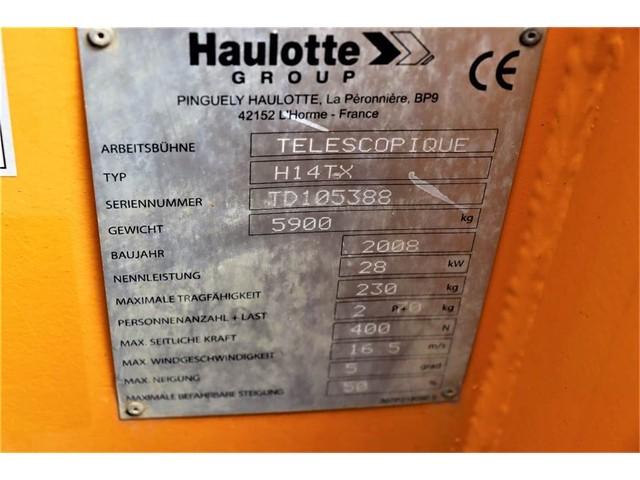 Haulotte
GROUP
CE
PINGUELY HAULOTTE, La Péronnière, BP9
42152 L'Horme - France
ARBEITSBÜHNE TELESCOPIQUE
TYP H14TX
SERIENNUMMER TD105388
GEWICHT 5900 kg
BAUJAHR 2008
NENNLEISTUNG 28 kW
MAXIMALE TRAGFÄHIGKEIT 230 kg
PERSONNENANZAHL + LAST 2 P + 0 kg
MAX. SEITLICHE KRAFT 400 N
MAX. WINDGESCHWINDIGKEIT 16 5 m/s
MAX. NEIGUNG 5 grad
MAXIMALE BEFAHRBARE STEIGUNG 50 %